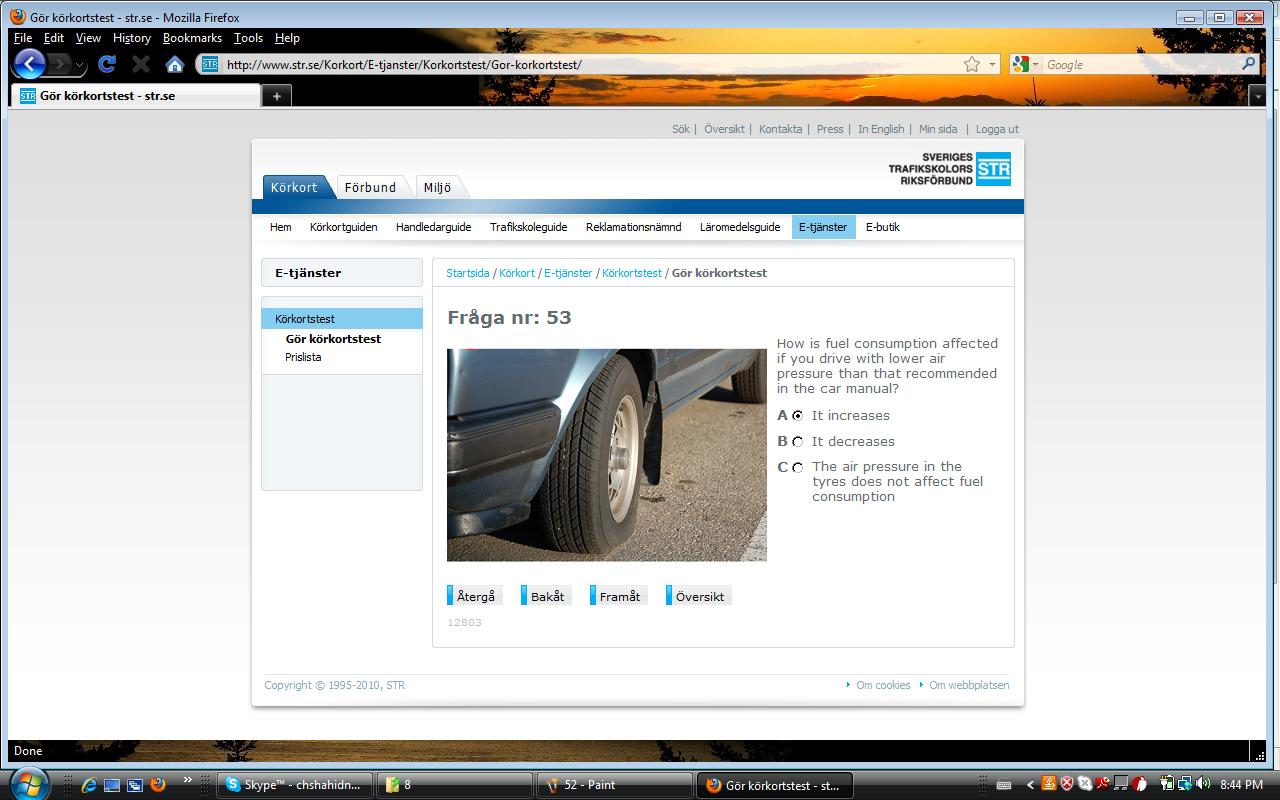 Gör körkortstest - str.se - Mozilla Firefox
File Edit View History Bookmarks Tools Help
STR http://www.str.se/Korkort/E-tjanster/Korkortstest/Gor-korkortstest/
Google
STR Gör körkortstest - str.se
Sök | Översikt | Kontakta | Press | In English | Min sida | Logga ut
SVERIGES
TRAFIKSKOLORS
RIKSFÖRBUND
STR
Körkort Förbund Miljö
Hem Körkortguiden Handledarguide Trafikskoleguide Reklamationsnämnd Läromedelsguide E-tjänster E-butik
E-tjänster
Körkortstest
Gör körkortstest
Prislista
Startsida / Körkort / E-tjänster / Körkortstest / Gör körkortstest
Fråga nr: 53
How is fuel consumption affected
if you drive with lower air
pressure than that recommended
in the car manual?
A It increases
B It decreases
C The air pressure in the
tyres does not affect fuel
consumption
Återgå Bakåt Framåt Översikt
12803
Copyright © 1995-2010, STR
Om cookies Om webbplatsen
Done
Skype™ - chshahidn... 8 52 - Paint Gör körkortstest - st... 8:44 PM